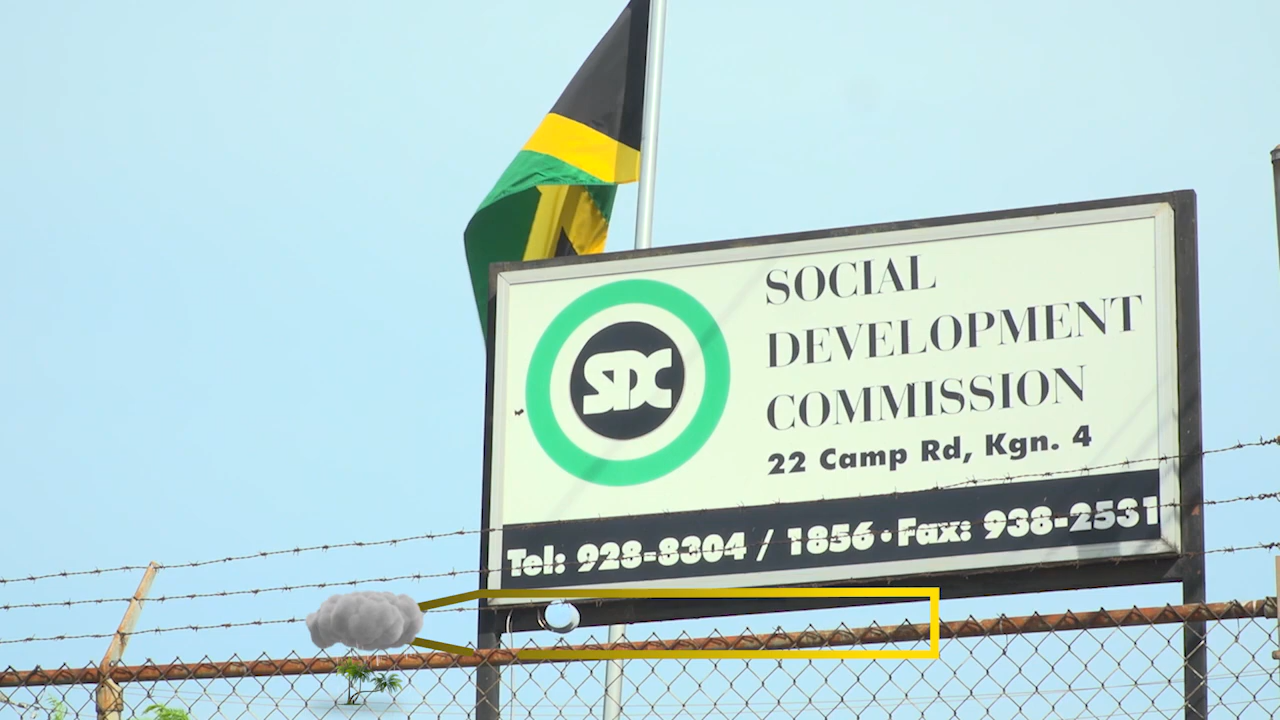 SDC
SOCIAL
DEVELOPMENT
COMMISSION
22 Camp Rd, Kgn. 4
Tel: 928-8304 / 1856 • Fax: 938-2531